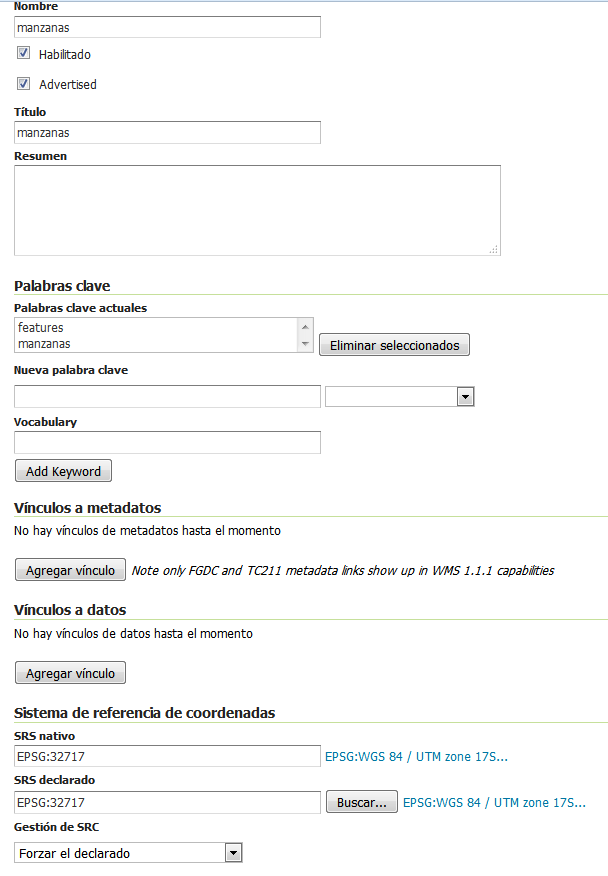 Nombre
manzanas
Habilitado
Advertised
Título
manzanas
Resumen
Palabras clave
Palabras clave actuales
features
manzanas
Eliminar seleccionados
Nueva palabra clave
Vocabulary
Add Keyword
Vínculos a metadatos
No hay vínculos de metadatos hasta el momento
Agregar vínculo Note only FGDC and TC211 metadata links show up in WMS 1.1.1 capabilities
Vínculos a datos
No hay vínculos de datos hasta el momento
Agregar vínculo
Sistema de referencia de coordenadas
SRS nativo
EPSG:32717 EPSG:WGS 84 / UTM zone 17S...
SRS declarado
EPSG:32717 Buscar... EPSG:WGS 84 / UTM zone 17S...
Gestión de SRC
Forzar el declarado